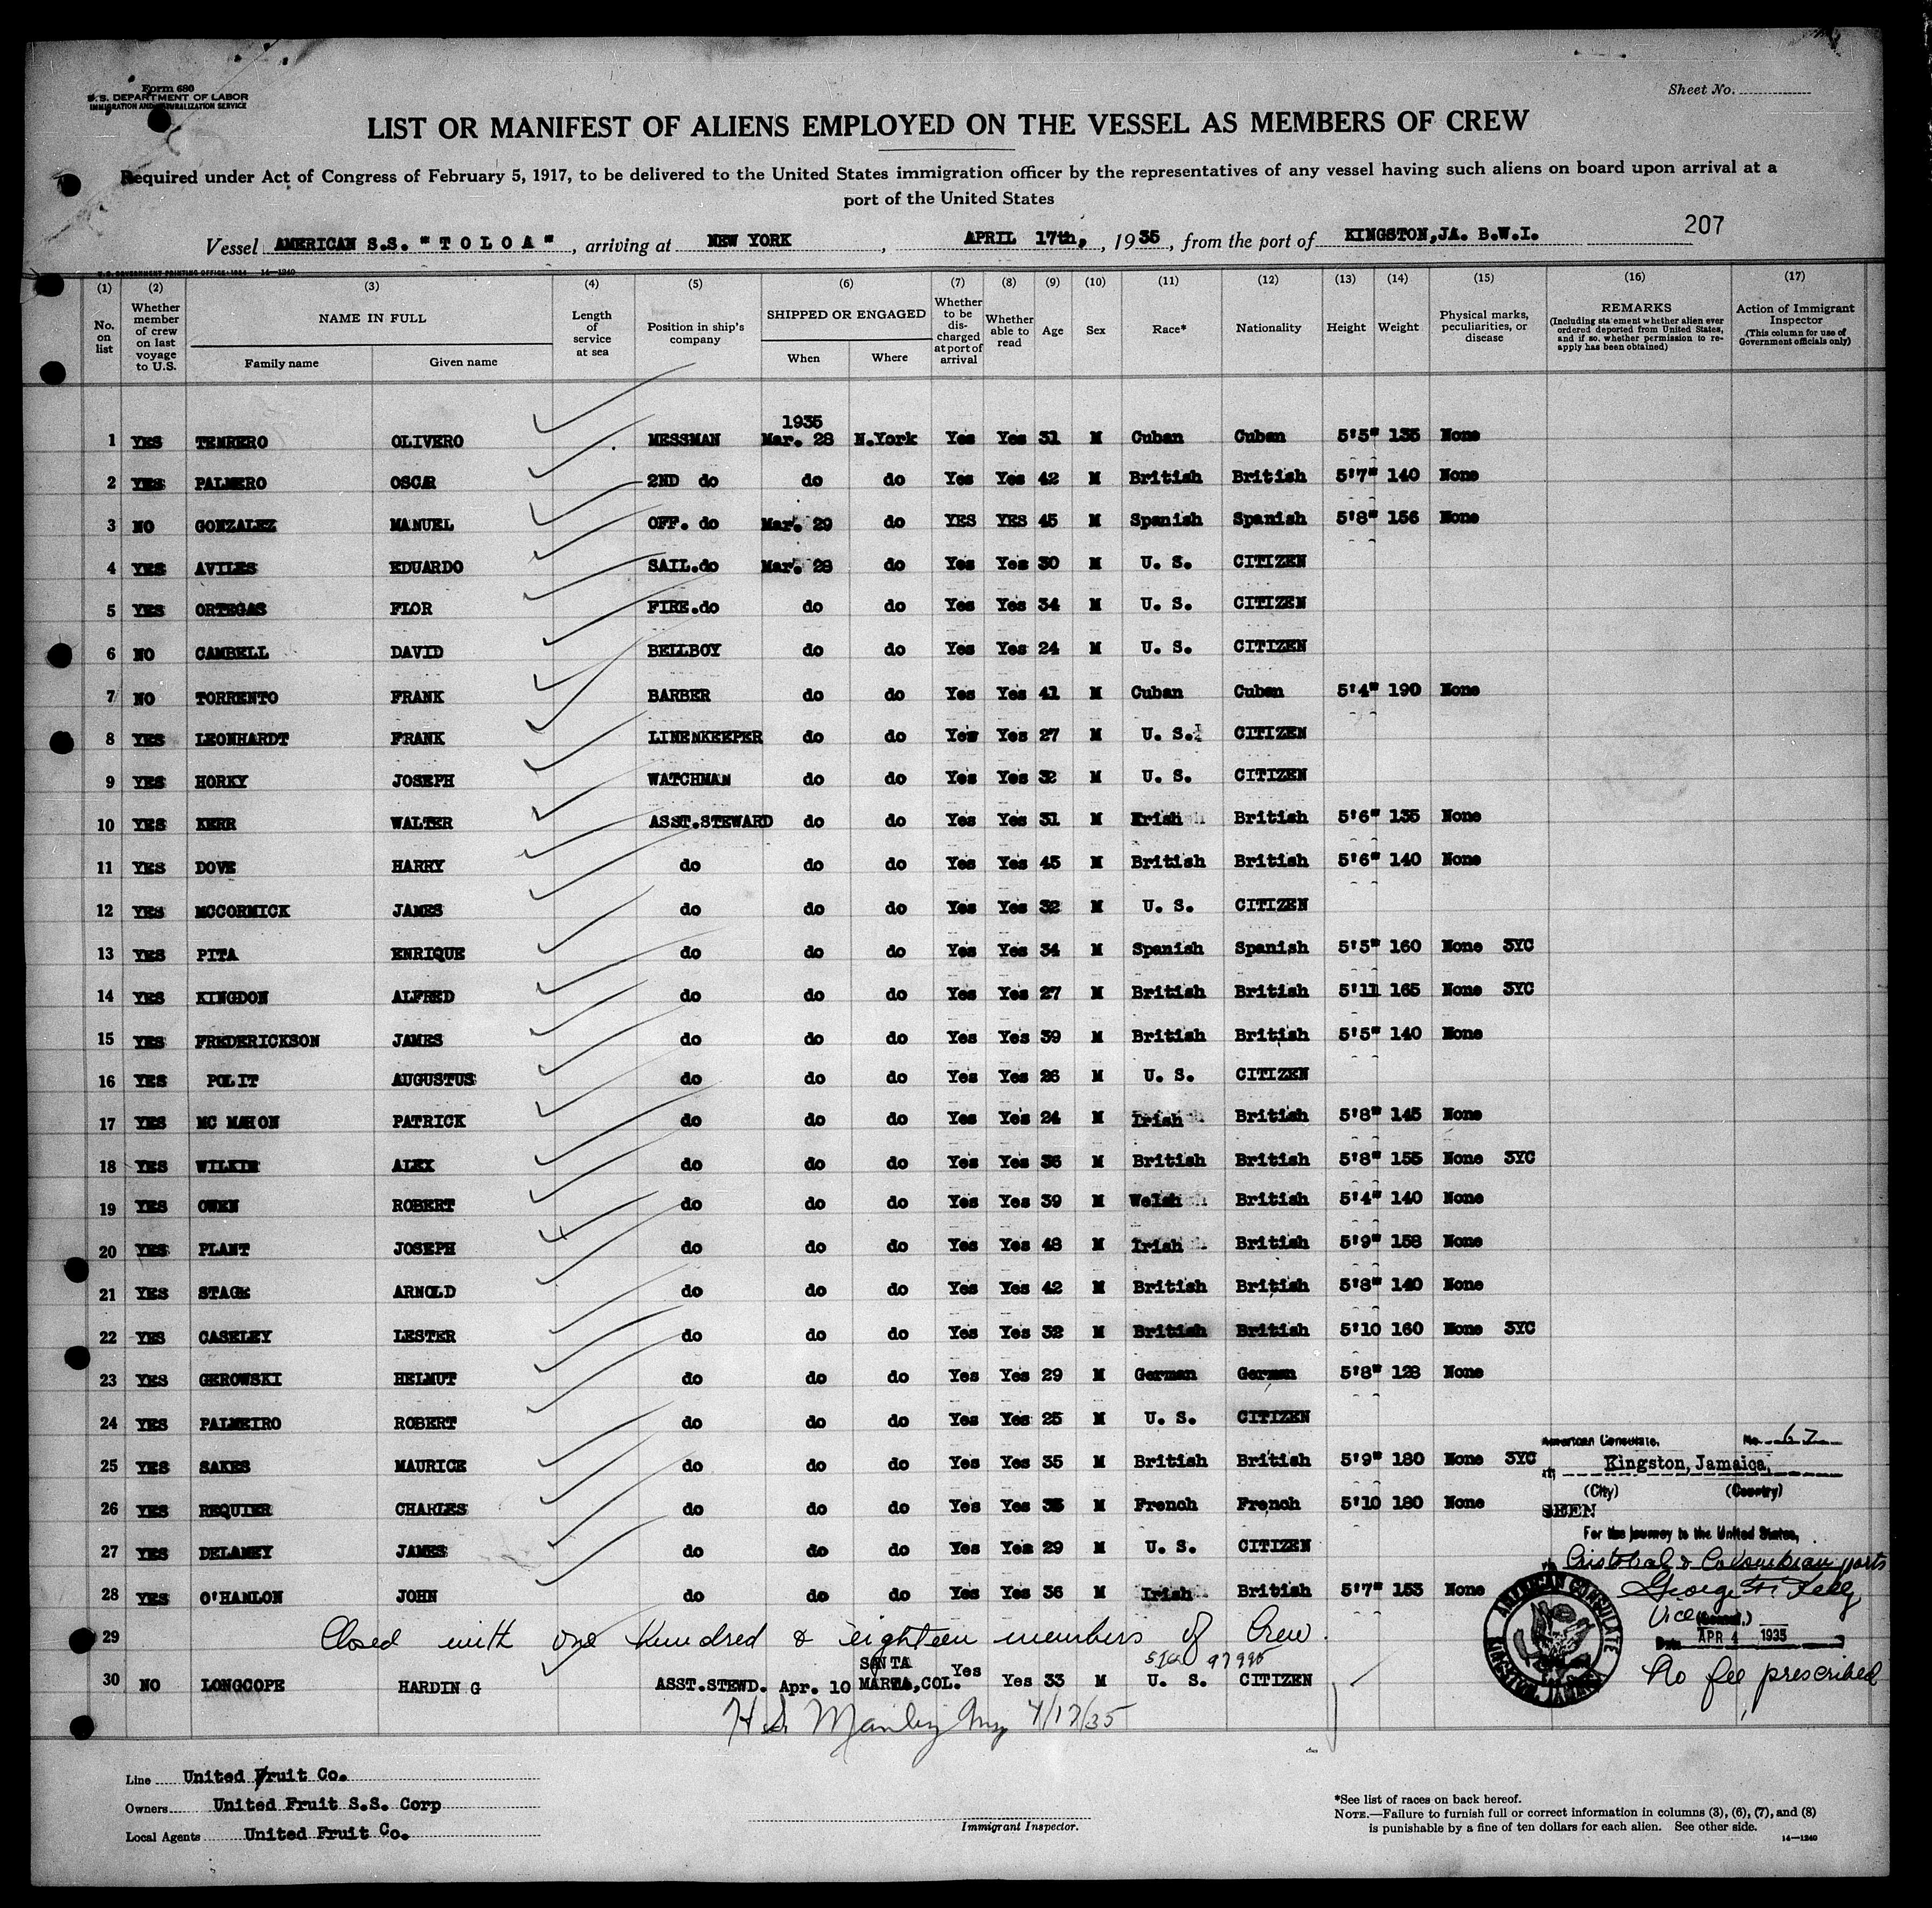 Form 680
U. S. DEPARTMENT OF LABOR
IMMIGRATION AND NATURALIZATION SERVICE
Sheet No.
LIST OR MANIFEST OF ALIENS EMPLOYED ON THE VESSEL AS MEMBERS OF CREW
Required under Act of Congress of February 5, 1917, to be delivered to the United States immigration officer by the representatives of any vessel having such aliens on board upon arrival at a
port of the United States
207
Vessel AMERICAN S.S. "T O L O A", arriving at NEW YORK, APRIL 17th, 1935, from the port of KINGSTON,JA. B.W.I.
U. S. GOVERNMENT PRINTING OFFICE: 1934 14—1240
(1) (2) (3) (4) (5) (6) (7) (8) (9) (10) (11) (12) (13) (14) (15) (16) (17)
No. on list
Whether member of crew on last voyage to U.S.
NAME IN FULL
Family name
Given name
Length of service at sea
Position in ship's company
SHIPPED OR ENGAGED
When
Where
Whether to be discharged at port of arrival
Whether able to read
Age
Sex
Race*
Nationality
Height
Weight
Physical marks, peculiarities, or disease
REMARKS
(Including statement whether alien ever ordered deported from United States, and if so, whether permission to reapply has been obtained)
Action of Immigrant Inspector
(This column for use of Government officials only)
1935
1 YES TENRERO OLIVERO MESSMAN Mar. 28 N.York Yes Yes 31 M Cuban Cuban 5'5" 135 None
2 YES PALMERO OSCAR 2ND do do do Yes Yes 42 M British British 5'7" 140 None
3 NO GONZALEZ MANUEL OFF. do Mar. 29 do YES YES 45 M Spanish Spanish 5'8" 156 None
4 YES AVILES EDUARDO SAIL.do Mar. 28 do Yes Yes 30 M U. S. CITIZEN
5 YES ORTEGAS FLOR FIRE.do do do Yes Yes 34 M U. S. CITIZEN
6 NO CAMBELL DAVID BELLBOY do do Yes Yes 24 M U. S. CITIZEN
7 NO TORRENTO FRANK BARBER do do Yes Yes 41 M Cuban Cuban 5'4" 190 None
8 YES LEONHARDT FRANK LINENKEEPER do do Yes Yes 27 M U. S. CITIZEN
9 YES HORKY JOSEPH WATCHMAN do do Yes Yes 32 M U. S. CITIZEN
10 YES KERR WALTER ASST.STEWARD do do Yes Yes 31 M Irish British 5'6" 135 None
11 YES DOVE HARRY do do do Yes Yes 45 M British British 5'6" 140 None
12 YES MCCORMICK JAMES do do do Yes Yes 32 M U. S. CITIZEN
13 YES PITA ENRIQUE do do do Yes Yes 34 M Spanish Spanish 5'5" 160 None 3YC
14 YES KINGDON ALFRED do do do Yes Yes 27 M British British 5'11 165 None 3YC
15 YES FREDERICKSON JAMES do do do Yes Yes 39 M British British 5'5" 140 None
16 YES POLIT AUGUSTUS do do do Yes Yes 26 M U. S. CITIZEN
17 YES MC MAHON PATRICK do do do Yes Yes 24 M Irish British 5'8" 145 None
18 YES WILKIE ALEX do do do Yes Yes 36 M British British 5'8" 155 None 3YC
19 YES OWEN ROBERT do do do Yes Yes 39 M Welsh British 5'4" 140 None
20 YES PLANT JOSEPH do do do Yes Yes 48 M Irish British 5'9" 158 None
21 YES STAGE ARNOLD do do do Yes Yes 42 M British British 5'8" 140 None
22 YES CASELEY LESTER do do do Yes Yes 32 M British British 5'10 160 None 3YC
23 YES GEROWSKI HELMUT do do do Yes Yes 29 M German German 5'8" 128 None
24 YES PALMEIRO ROBERT do do do Yes Yes 25 M U. S. CITIZEN
25 YES SAKES MAURICE do do do Yes Yes 35 M British British 5'9" 180 None 3YC
26 YES REQUIER CHARLES do do do Yes Yes 35 M French French 5'10 180 None
27 YES DELANEY JAMES do do do Yes Yes 29 M U. S. CITIZEN
28 YES O'HANLON JOHN do do do Yes Yes 36 M Irish British 5'7" 153 None
29 Closed with one hundred & eighteen members of Crew.
97995
30 NO LONGCOPE HARDIN G ASST.STEWD. Apr. 10 SANTA MARTA,COL. Yes Yes 33 M U. S. CITIZEN
4/17/35
American Consulate, No. 67
at Kingston, Jamaica,
(City) (Country)
SEEN
For the journey to the United States,
Cristobal & Colombian ports
George
Vice (Consul.)
Date APR 4 1935
No fee prescribed
AMERICAN CONSULATE
KINGSTON, JAMAICA
Line United Fruit Co.
Owners United Fruit S.S. Corp
Local Agents United Fruit Co.
Immigrant Inspector.
*See list of races on back hereof.
NOTE.—Failure to furnish full or correct information in columns (3), (6), (7), and (8)
is punishable by a fine of ten dollars for each alien. See other side.
14—1240